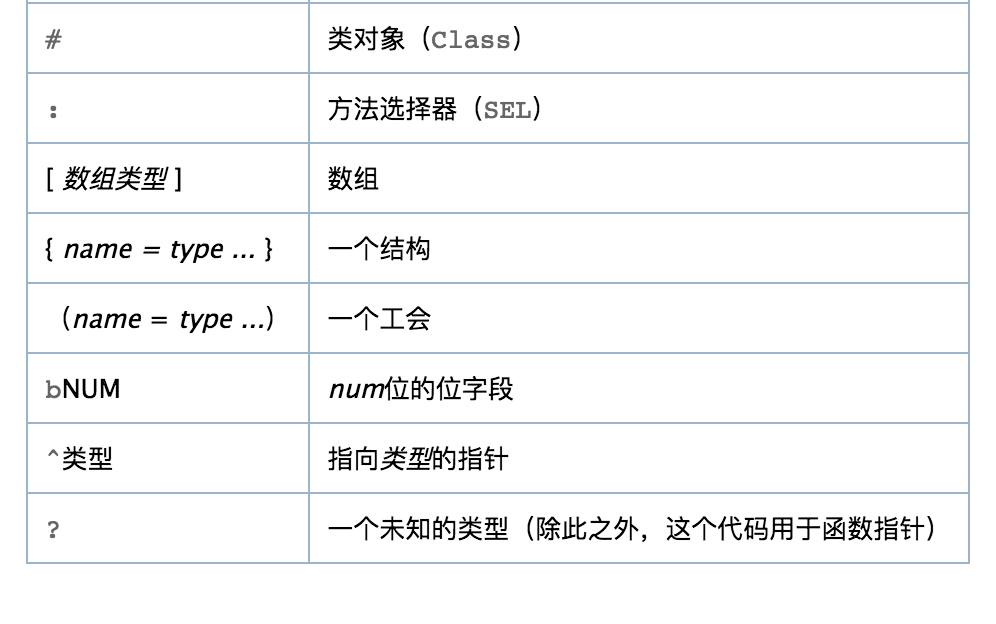 # 类对象（Class）
: 方法选择器（SEL）
[ 数组类型 ] 数组
{ name = type ... } 一个结构
（name = type ...） 一个工会
bNUM num位的位字段
^类型 指向类型的指针
? 一个未知的类型（除此之外，这个代码用于函数指针）